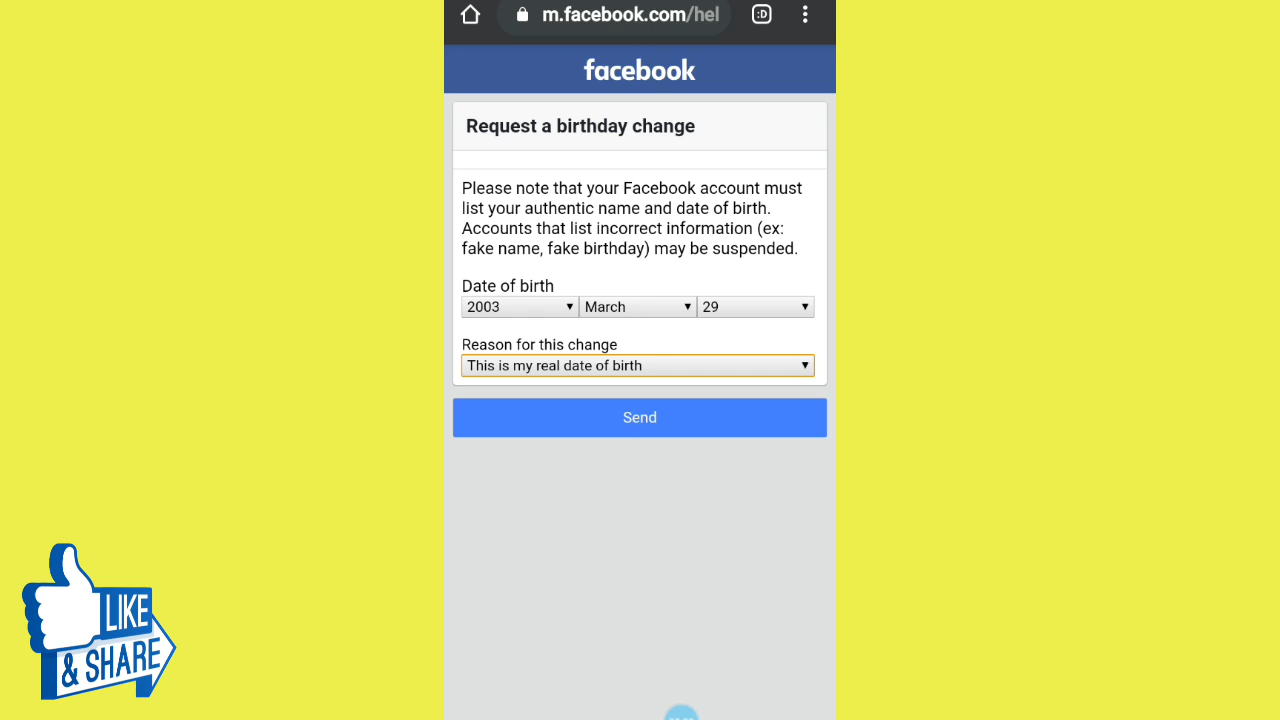 m.facebook.com/hel
:D
facebook
Request a birthday change
Please note that your Facebook account must
list your authentic name and date of birth.
Accounts that list incorrect information (ex:
fake name, fake birthday) may be suspended.
Date of birth
2003 March 29
Reason for this change
This is my real date of birth
Send
LIKE
& SHARE